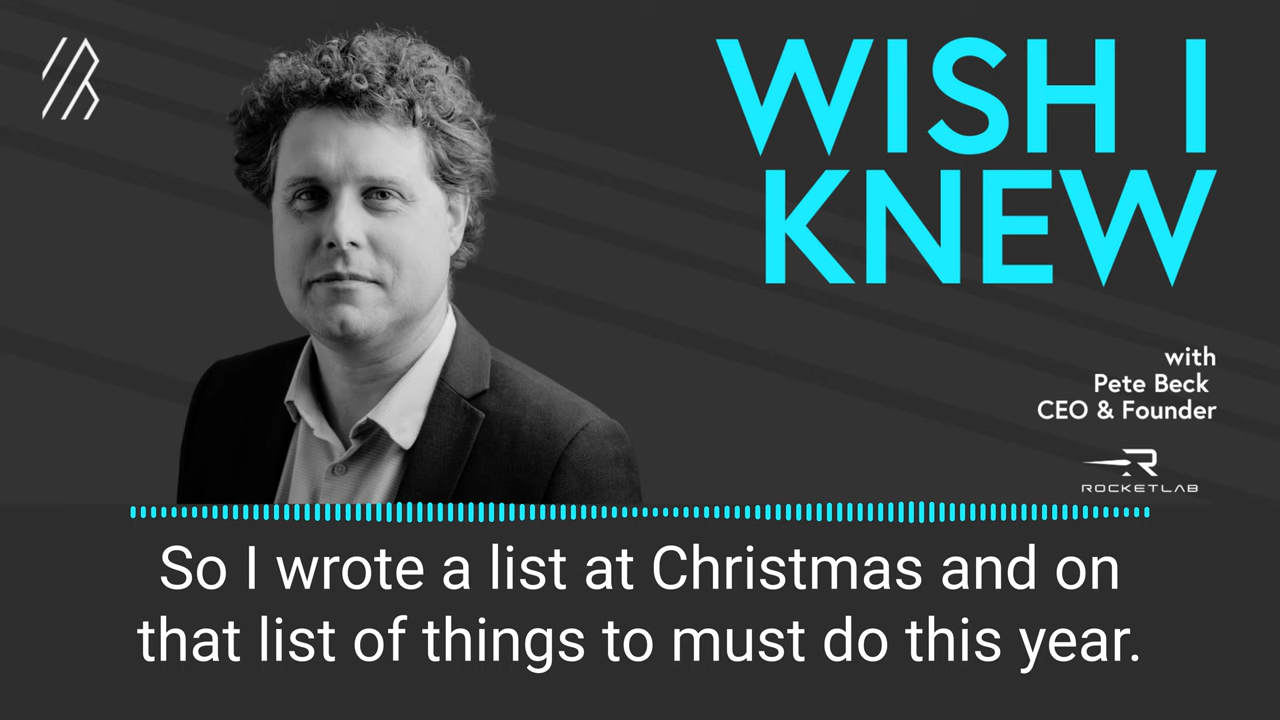 WISH I
KNEW
with
Pete Beck
CEO & Founder
ROCKETLAB
So I wrote a list at Christmas and on
that list of things to must do this year.